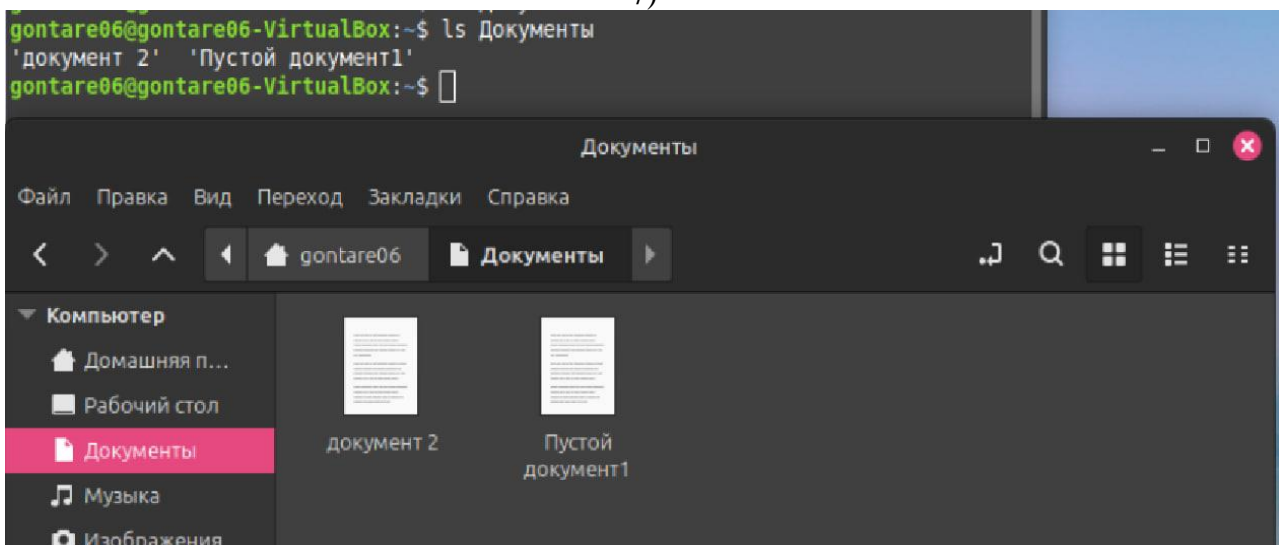 gontare06@gontare06-VirtualBox:~$ ls Документы
'документ 2' 'Пустой документ1'
gontare06@gontare06-VirtualBox:~$
Документы
Файл Правка Вид Переход Закладки Справка
gontare06 Документы
Компьютер
Домашняя п...
Рабочий стол
Документы
Музыка
Изображения
документ 2
Пустой
документ1